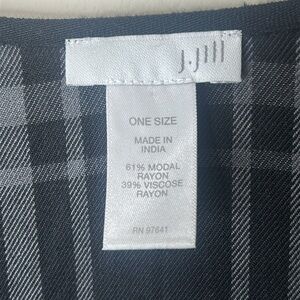 J.Jill
ONE SIZE
MADE IN
INDIA
61% MODAL
RAYON
39% VISCOSE
RAYON
RN 97641